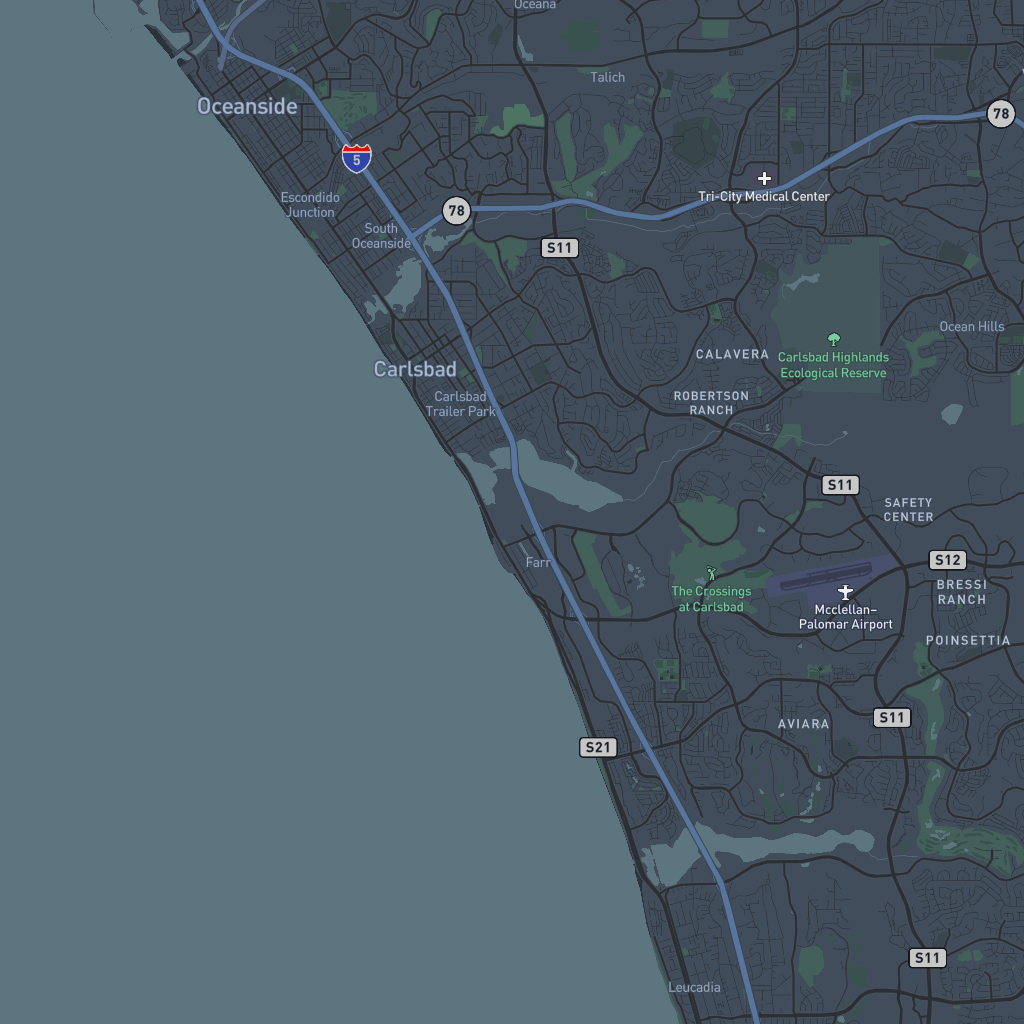 Oceana
Talich
Oceanside
78
5
Tri-City Medical Center
Escondido
Junction
78
South
Oceanside
S11
Ocean Hills
CALAVERA
Carlsbad Highlands
Ecological Reserve
Carlsbad
ROBERTSON
RANCH
Carlsbad
Trailer Park
S11
SAFETY
CENTER
Farr
S12
The Crossings
at Carlsbad
BRESSI
RANCH
Mcclellan–
Palomar Airport
POINSETTIA
S11
AVIARA
S21
S11
Leucadia